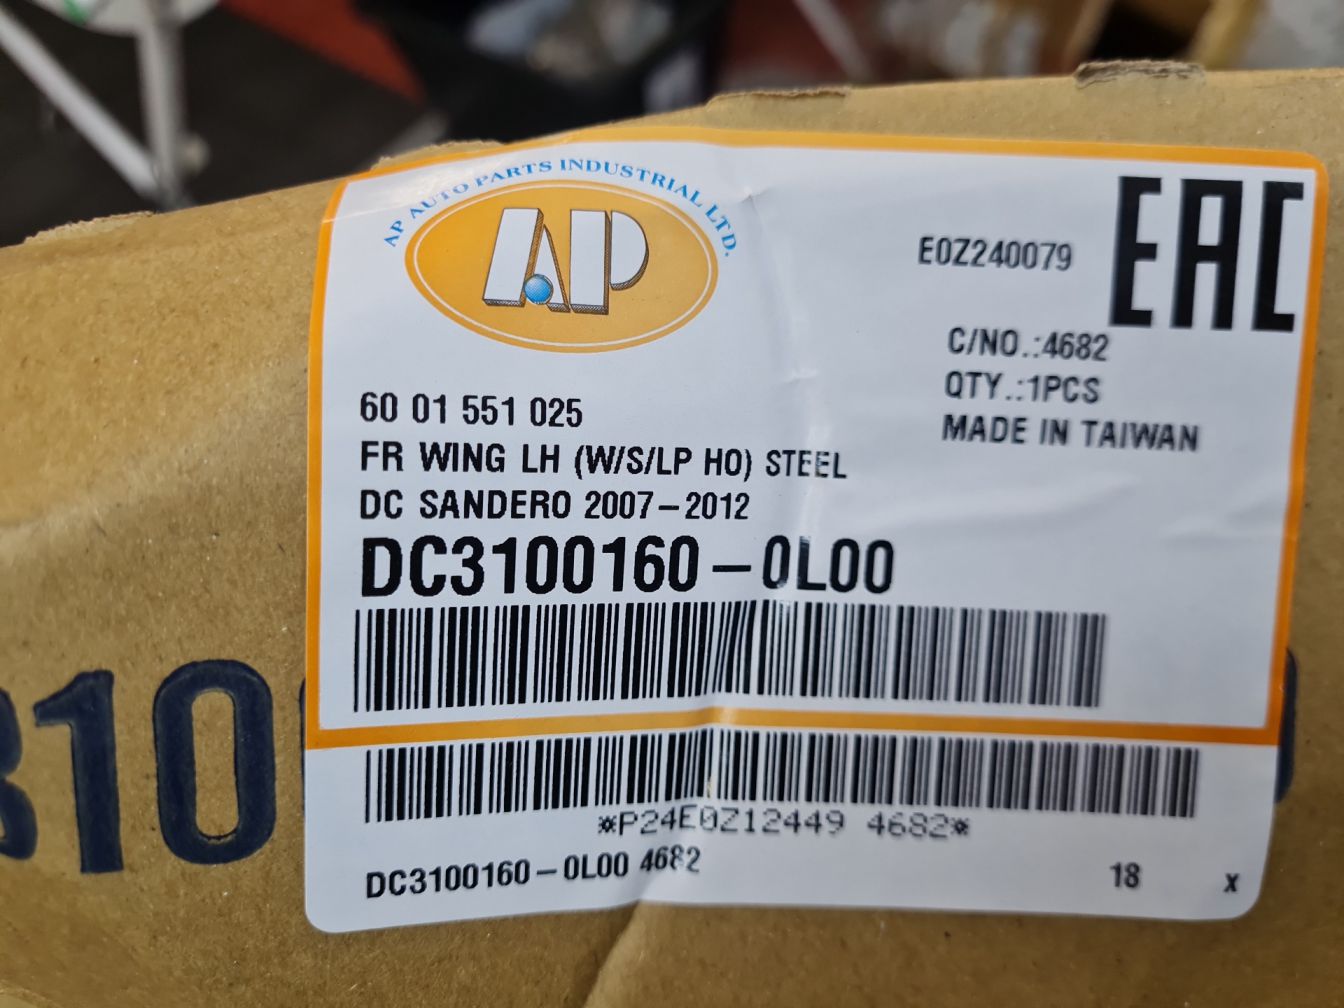 AP AUTO PARTS INDUSTRIAL LTD.
AP
EAC
E0Z240079
C/NO.:4682
QTY.:1PCS
MADE IN TAIWAN
60 01 551 025
FR WING LH (W/S/LP HO) STEEL
DC SANDERO 2007-2012
DC3100160-0L00
310
*P24E0Z12449 4682*
DC3100160-0L00 4682
18 x